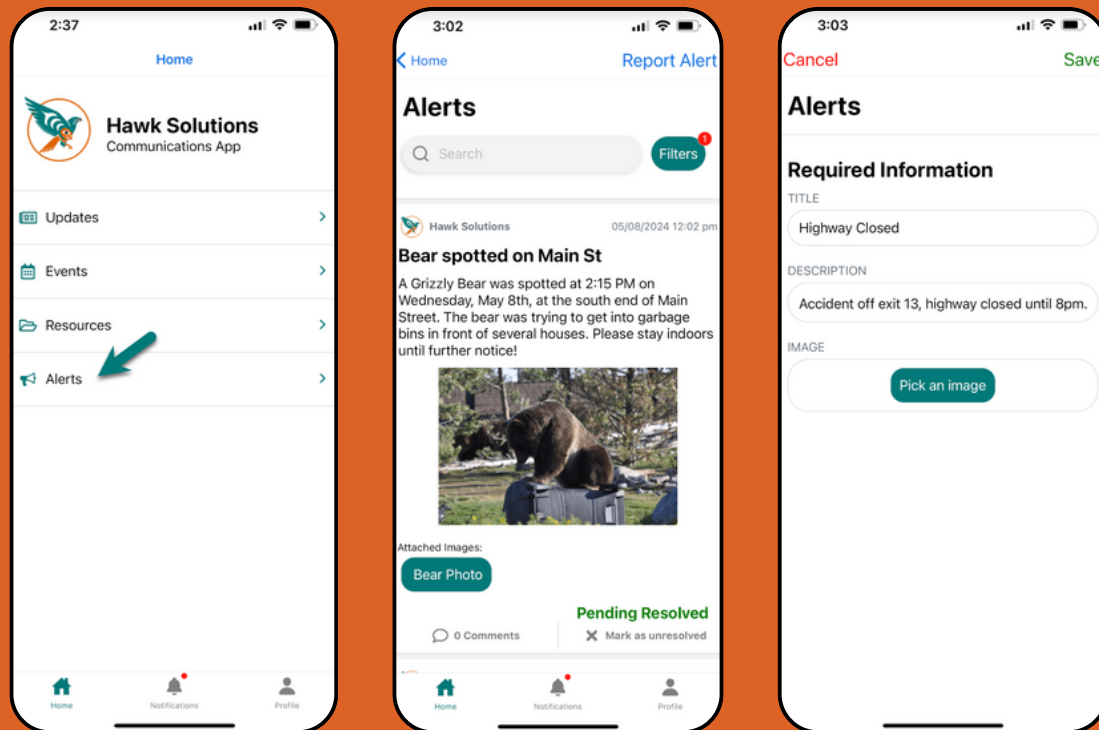 2:37
Home
Hawk Solutions
Communications App
Updates
Events
Resources
Alerts
Home
Notifications
Profile
3:02
Home
Report Alert
Alerts
Search
Filters
1
Hawk Solutions
05/08/2024 12:02 pm
Bear spotted on Main St
A Grizzly Bear was spotted at 2:15 PM on
Wednesday, May 8th, at the south end of Main
Street. The bear was trying to get into garbage
bins in front of several houses. Please stay indoors
until further notice!
Attached Images:
Bear Photo
Pending Resolved
0 Comments
Mark as unresolved
Home
Notifications
Profile
3:03
Cancel
Save
Alerts
Required Information
TITLE
Highway Closed
DESCRIPTION
Accident off exit 13, highway closed until 8pm.
IMAGE
Pick an image